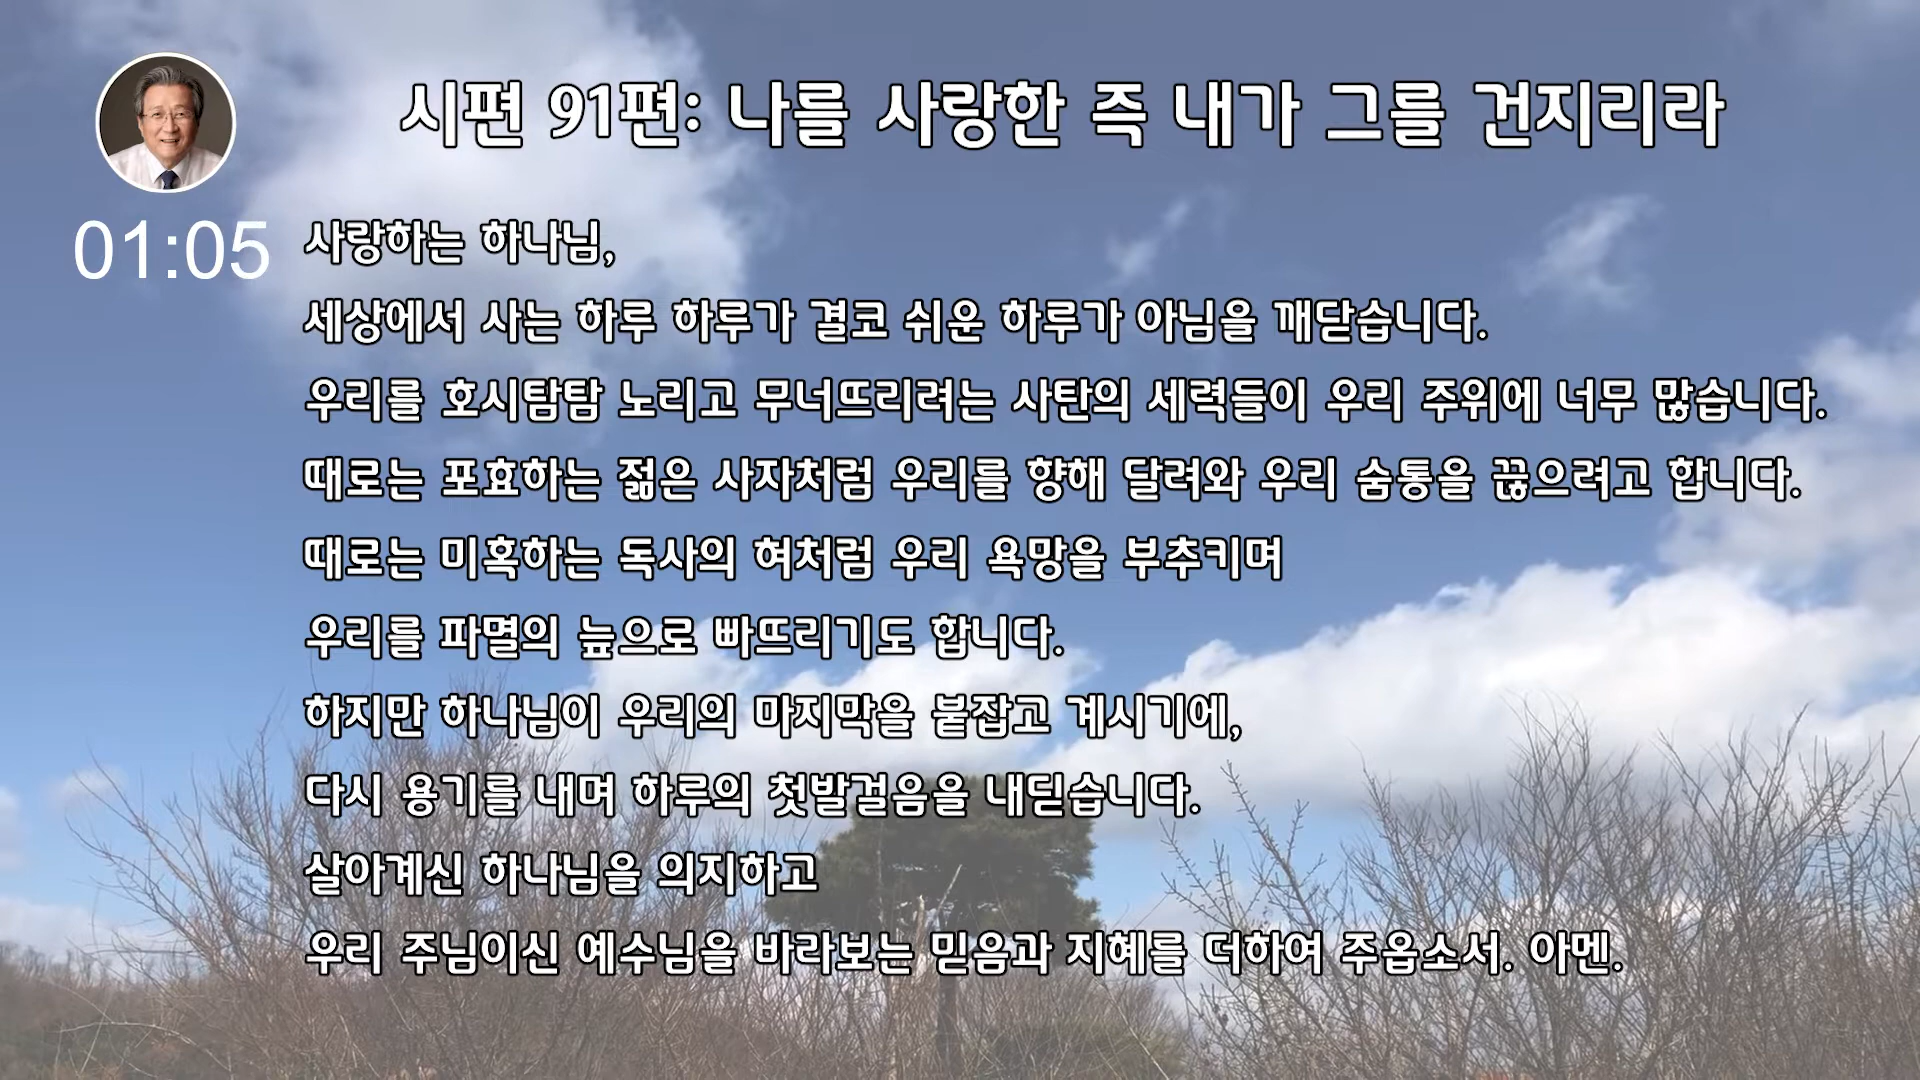 시편 91편: 나를 사랑한 즉 내가 그를 건지리라
01:05
사랑하는 하나님,
세상에서 사는 하루 하루가 결코 쉬운 하루가 아님을 깨닫습니다.
우리를 호시탐탐 노리고 무너뜨리려는 사탄의 세력들이 우리 주위에 너무 많습니다.
때로는 포효하는 젊은 사자처럼 우리를 향해 달려와 우리 숨통을 끊으려고 합니다.
때로는 미혹하는 독사의 혀처럼 우리 욕망을 부추키며
우리를 파멸의 늪으로 빠뜨리기도 합니다.
하지만 하나님이 우리의 마지막을 붙잡고 계시기에,
다시 용기를 내며 하루의 첫발걸음을 내딛습니다.
살아계신 하나님을 의지하고
우리 주님이신 예수님을 바라보는 믿음과 지혜를 더하여 주옵소서. 아멘.